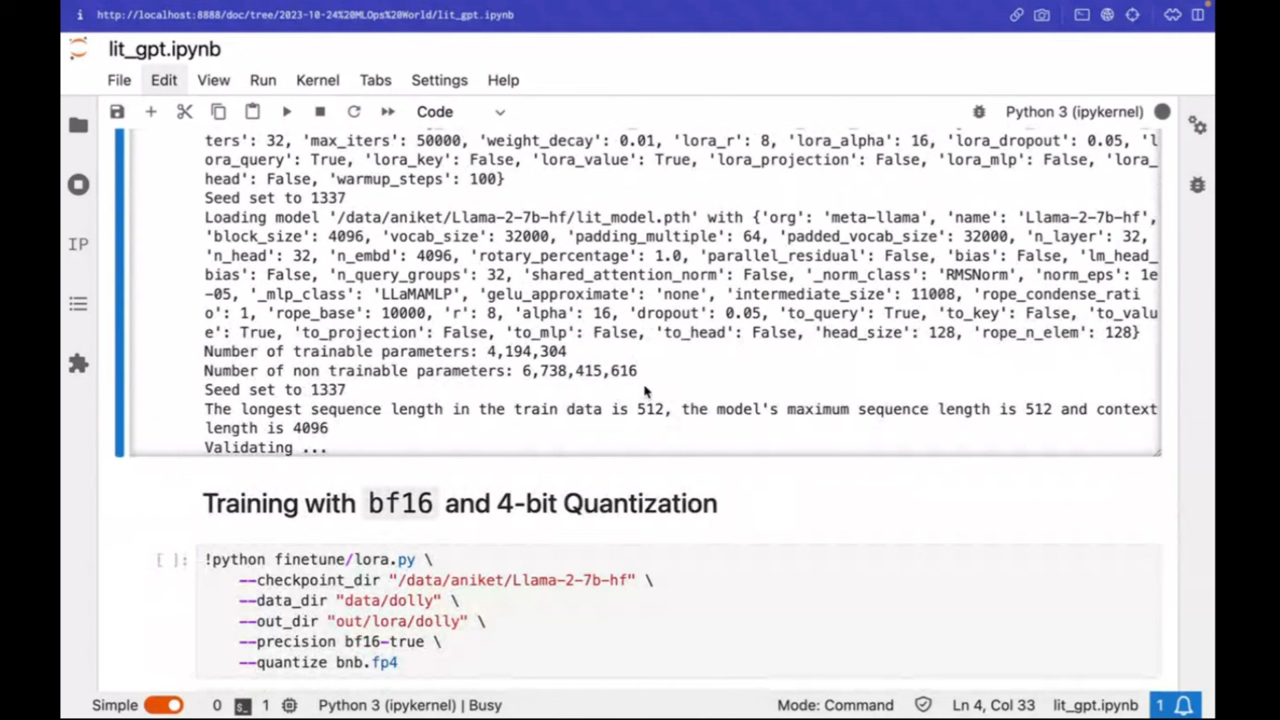 http://localhost:8888/doc/tree/2023-10-24%20MLOps%20World/lit_gpt.ipynb
lit_gpt.ipynb
File Edit View Run Kernel Tabs Settings Help
Code Python 3 (ipykernel)
ters': 32, 'max_iters': 50000, 'weight_decay': 0.01, 'lora_r': 8, 'lora_alpha': 16, 'lora_dropout': 0.05, 'l
ora_query': True, 'lora_key': False, 'lora_value': True, 'lora_projection': False, 'lora_mlp': False, 'lora_
head': False, 'warmup_steps': 100}
Seed set to 1337
Loading model '/data/aniket/Llama-2-7b-hf/lit_model.pth' with {'org': 'meta-llama', 'name': 'Llama-2-7b-hf',
'block_size': 4096, 'vocab_size': 32000, 'padding_multiple': 64, 'padded_vocab_size': 32000, 'n_layer': 32,
'n_head': 32, 'n_embd': 4096, 'rotary_percentage': 1.0, 'parallel_residual': False, 'bias': False, 'lm_head_
bias': False, 'n_query_groups': 32, 'shared_attention_norm': False, '_norm_class': 'RMSNorm', 'norm_eps': 1e
-05, '_mlp_class': 'LLaMAMLP', 'gelu_approximate': 'none', 'intermediate_size': 11008, 'rope_condense_rati
o': 1, 'rope_base': 10000, 'r': 8, 'alpha': 16, 'dropout': 0.05, 'to_query': True, 'to_key': False, 'to_valu
e': True, 'to_projection': False, 'to_mlp': False, 'to_head': False, 'head_size': 128, 'rope_n_elem': 128}
Number of trainable parameters: 4,194,304
Number of non trainable parameters: 6,738,415,616
Seed set to 1337
The longest sequence length in the train data is 512, the model's maximum sequence length is 512 and context
length is 4096
Validating ...
Training with bf16 and 4-bit Quantization
[ ]: !python finetune/lora.py \
--checkpoint_dir "/data/aniket/Llama-2-7b-hf" \
--data_dir "data/dolly" \
--out_dir "out/lora/dolly" \
--precision bf16-true \
--quantize bnb.fp4
IP
Simple 0 1 Python 3 (ipykernel) | Busy Mode: Command Ln 4, Col 33 lit_gpt.ipynb 1